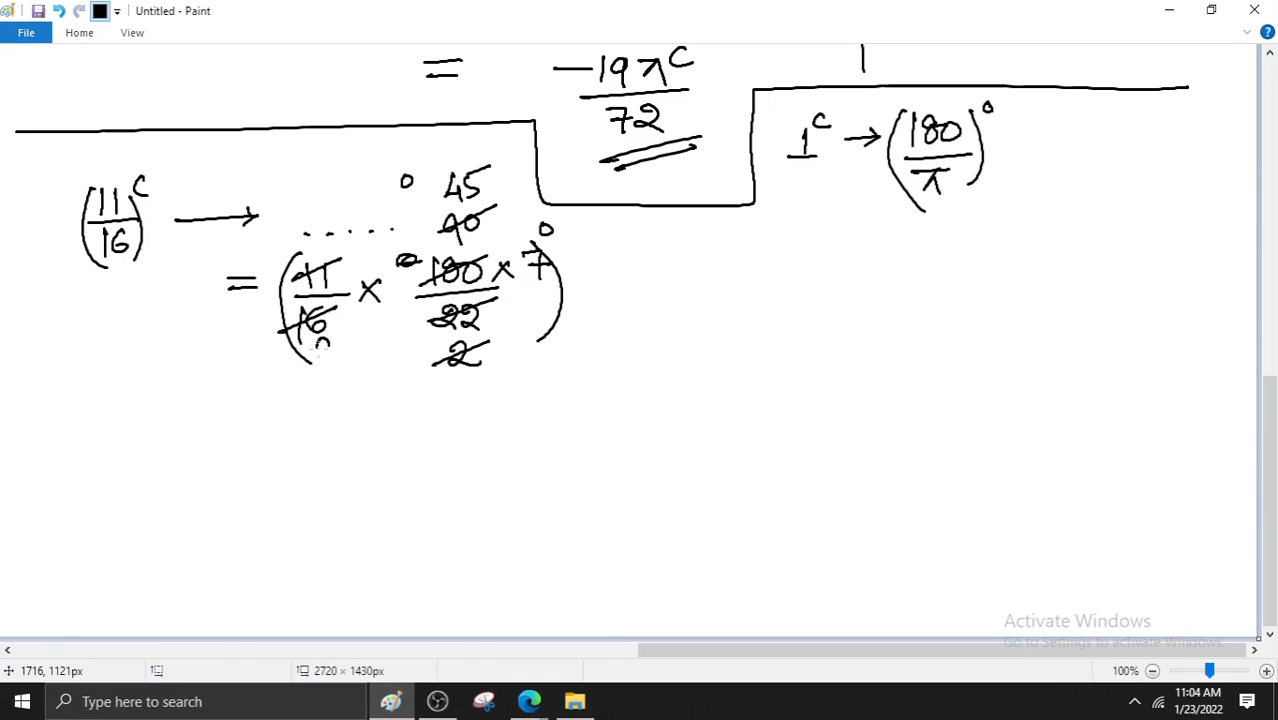 Untitled - Paint
File Home View
= -19π^c
72
1^c → (180/π)°
(11/16)^c → ..... ° 45
90
= (11/16 × 180 × 7/22)°
2
Activate Windows
Go to Settings to activate Windows.
1716, 1121px 2720 × 1430px 100%
Type here to search
11:04 AM
1/23/2022